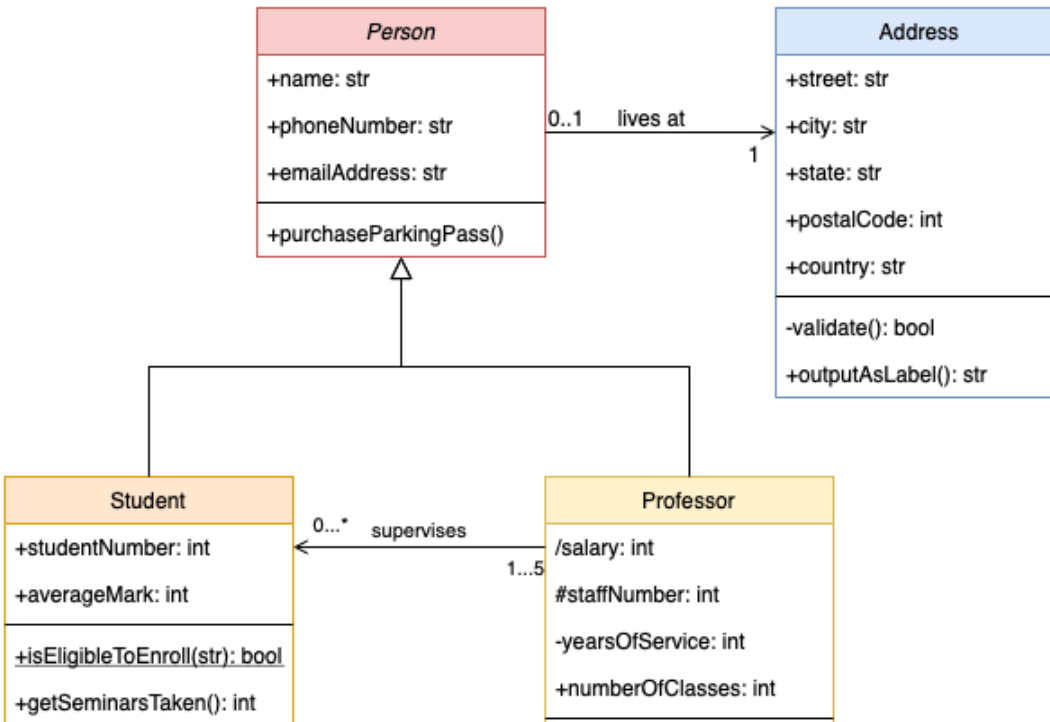 Person
+name: str
+phoneNumber: str
+emailAddress: str
+purchaseParkingPass()
0..1 lives at
1
Address
+street: str
+city: str
+state: str
+postalCode: int
+country: str
-validate(): bool
+outputAsLabel(): str
Student
+studentNumber: int
+averageMark: int
+isEligibleToEnroll(str): bool
+getSeminarsTaken(): int
0...* supervises
1...5
Professor
/salary: int
#staffNumber: int
-yearsOfService: int
+numberOfClasses: int